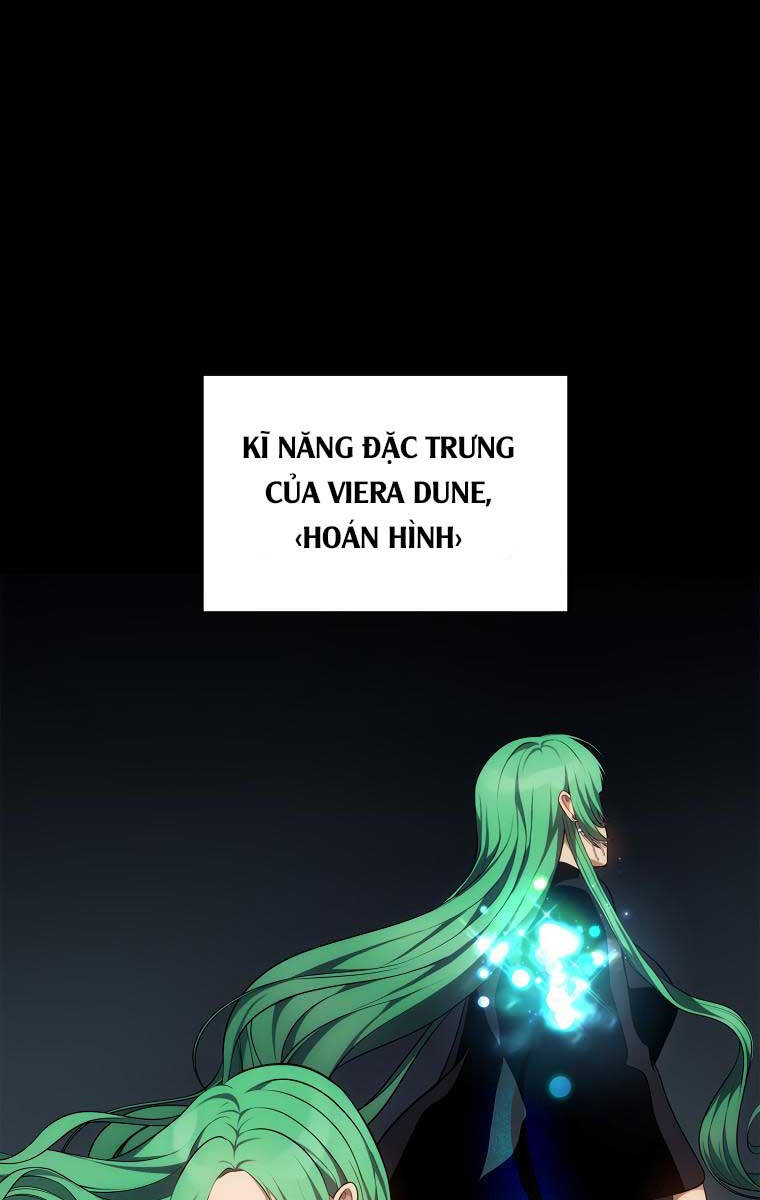 KĨ NĂNG ĐẶC TRƯNG
CỦA VIERA DUNE,
‹HOÁN HÌNH›